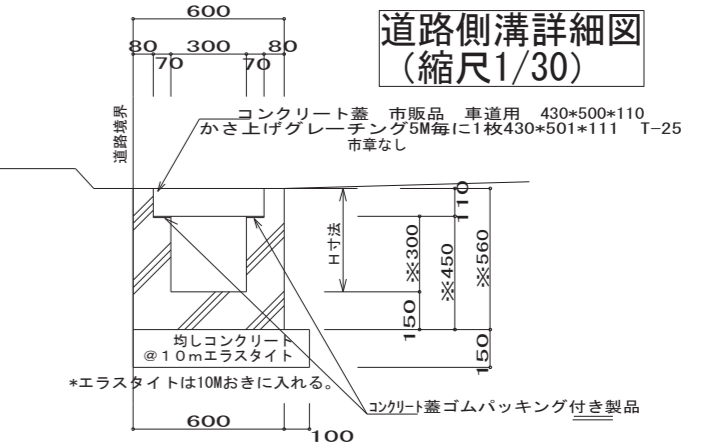 道路側溝詳細図
（縮尺1/30）
600
80 300 80
70 70
道路境界
コンクリート蓋 市販品 車道用 430*500*110
かさ上げグレーチング5M毎に1枚430*501*111 T-25
市章なし
H寸法
110
※300
※450
※560
150
150
均しコンクリート
@10mエラスタイト
*エラスタイトは10Mおきに入れる。
コンクリート蓋ゴムパッキング付き製品
600
100